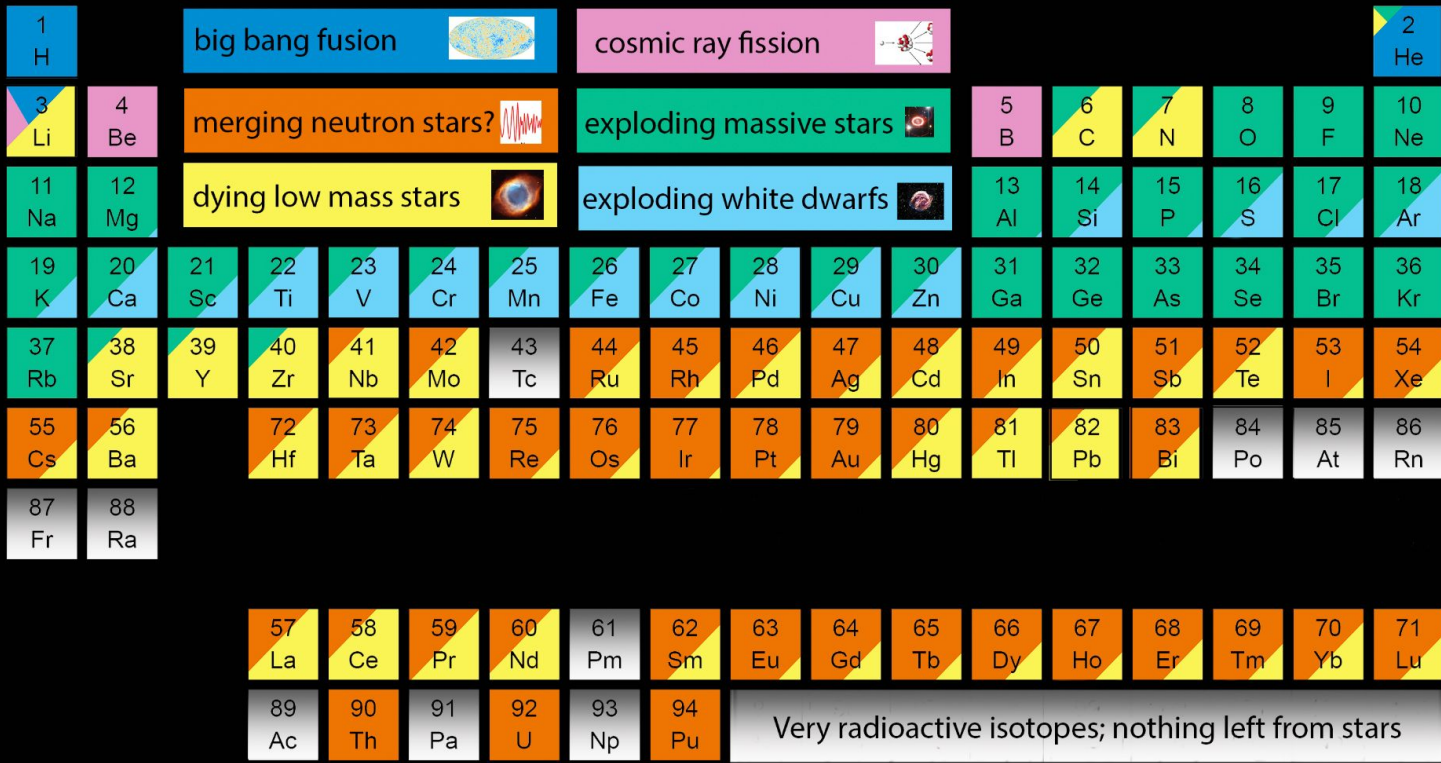 1 big bang fusion cosmic ray fission 2
H He
3 4 merging neutron stars? exploding massive stars 5 6 7 8 9 10
Li Be B C N O F Ne
11 12 dying low mass stars exploding white dwarfs 13 14 15 16 17 18
Na Mg Al Si P S Cl Ar
19 20 21 22 23 24 25 26 27 28 29 30 31 32 33 34 35 36
K Ca Sc Ti V Cr Mn Fe Co Ni Cu Zn Ga Ge As Se Br Kr
37 38 39 40 41 42 43 44 45 46 47 48 49 50 51 52 53 54
Rb Sr Y Zr Nb Mo Tc Ru Rh Pd Ag Cd In Sn Sb Te I Xe
55 56 72 73 74 75 76 77 78 79 80 81 82 83 84 85 86
Cs Ba Hf Ta W Re Os Ir Pt Au Hg Tl Pb Bi Po At Rn
87 88
Fr Ra
57 58 59 60 61 62 63 64 65 66 67 68 69 70 71
La Ce Pr Nd Pm Sm Eu Gd Tb Dy Ho Er Tm Yb Lu
89 90 91 92 93 94 Very radioactive isotopes; nothing left from stars
Ac Th Pa U Np Pu